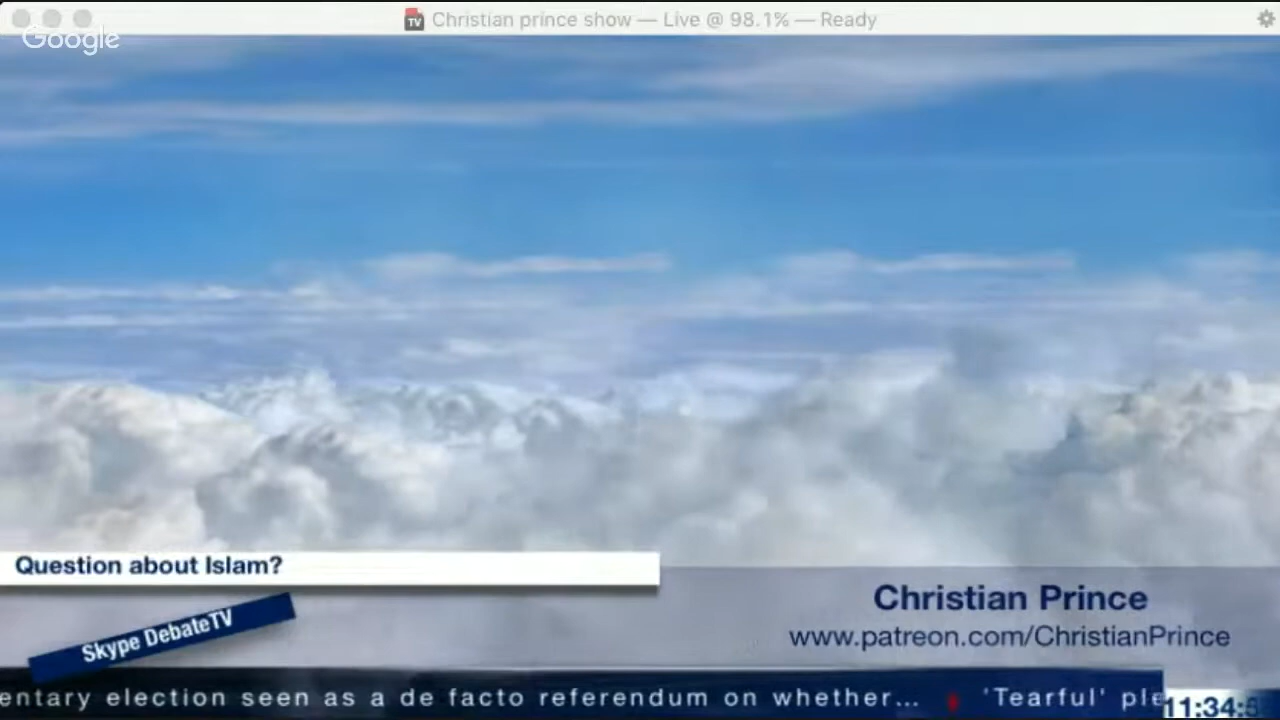 Christian prince show — Live @ 98.1% — Ready
Google
Question about Islam?
Christian Prince
Skype DebateTV
www.patreon.com/ChristianPrince
entary election seen as a de facto referendum on whether... 'Tearful' ple
11:34:5